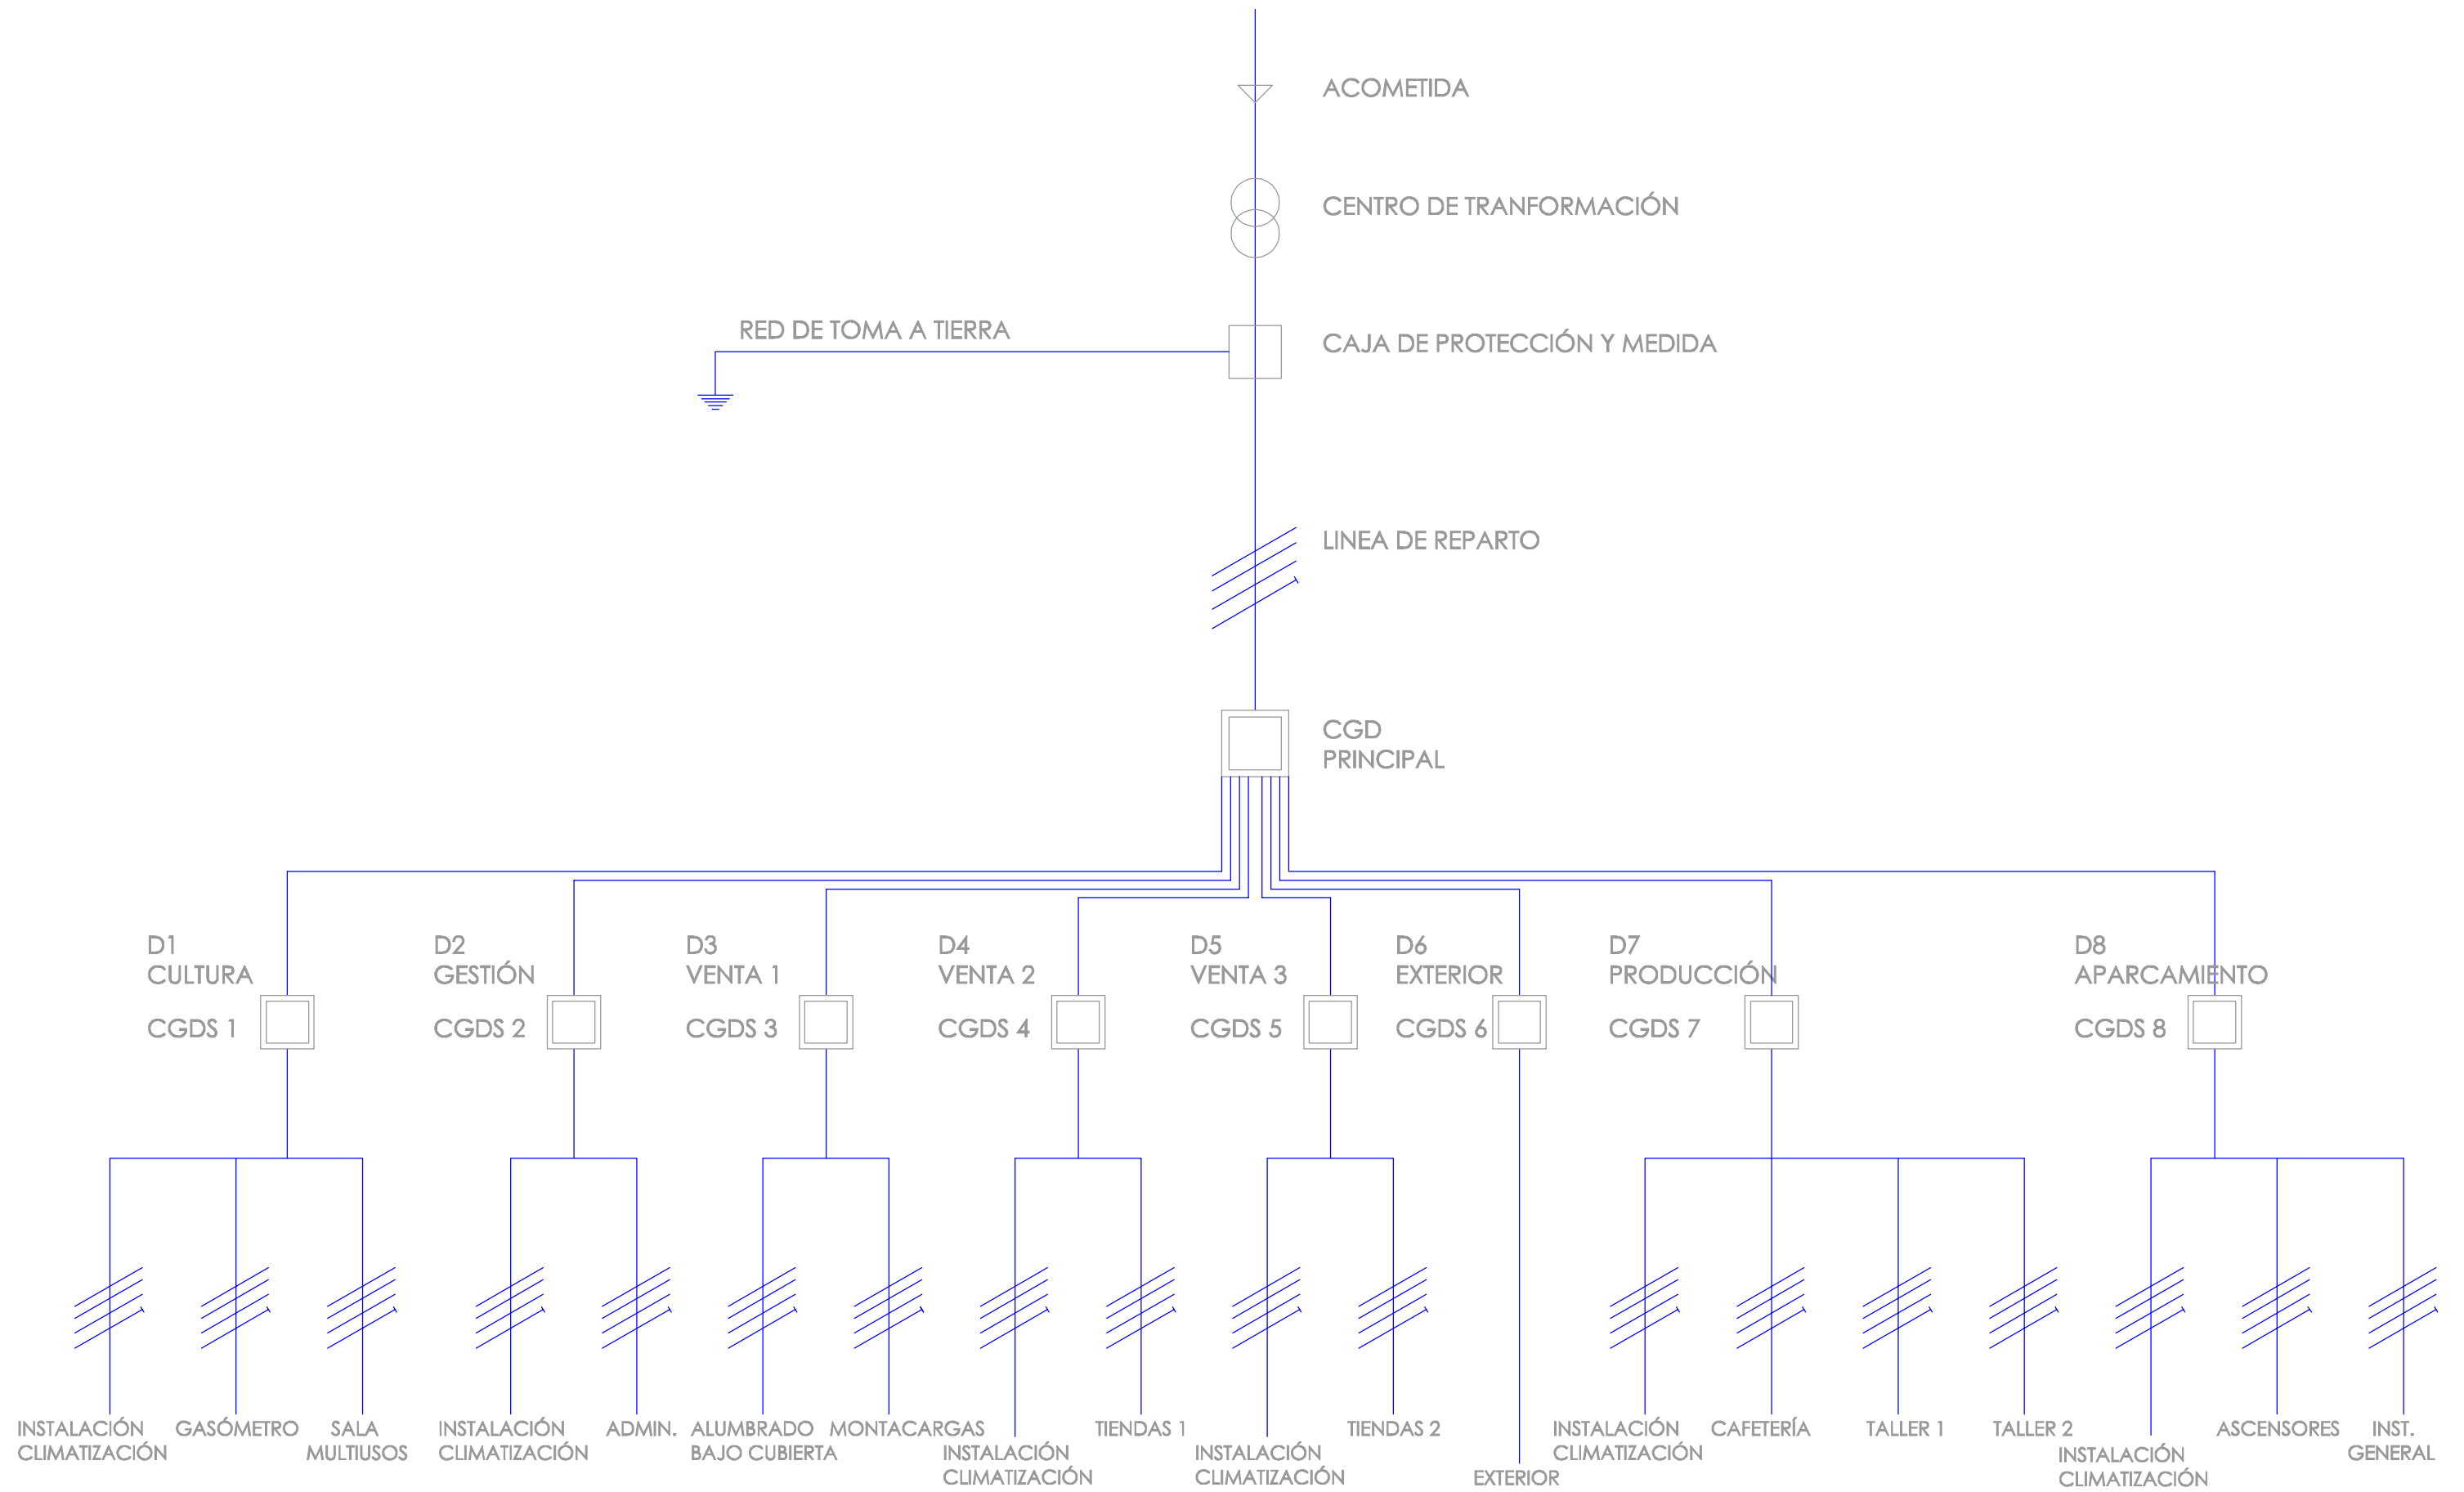 ACOMETIDA
CENTRO DE TRANFORMACIÓN
RED DE TOMA A TIERRA
CAJA DE PROTECCIÓN Y MEDIDA
LINEA DE REPARTO
CGD
PRINCIPAL
D1
CULTURA
CGDS 1
D2
GESTIÓN
CGDS 2
D3
VENTA 1
CGDS 3
D4
VENTA 2
CGDS 4
D5
VENTA 3
CGDS 5
D6
EXTERIOR
CGDS 6
D7
PRODUCCIÓN
CGDS 7
D8
APARCAMIENTO
CGDS 8
INSTALACIÓN
CLIMATIZACIÓN
GASÓMETRO
SALA
MULTIUSOS
INSTALACIÓN
CLIMATIZACIÓN
ADMIN.
ALUMBRADO
BAJO CUBIERTA
MONTACARGAS
INSTALACIÓN
CLIMATIZACIÓN
TIENDAS 1
INSTALACIÓN
CLIMATIZACIÓN
TIENDAS 2
EXTERIOR
INSTALACIÓN
CLIMATIZACIÓN
CAFETERÍA
TALLER 1
TALLER 2
INSTALACIÓN
CLIMATIZACIÓN
ASCENSORES
INST.
GENERAL